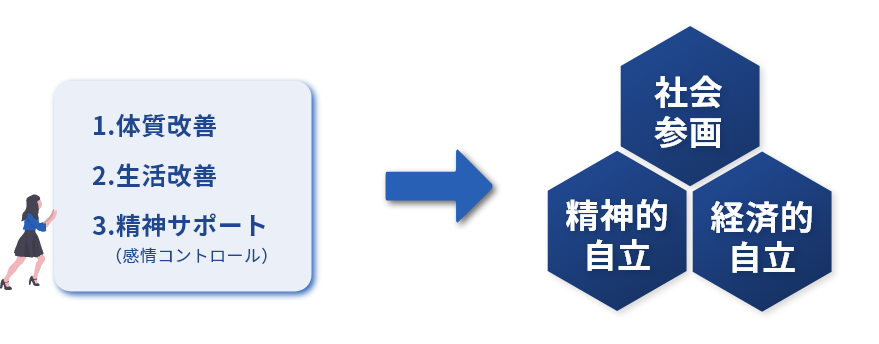 1.体質改善
2.生活改善
3.精神サポート
（感情コントロール）
社会
参画
精神的
自立
経済的
自立